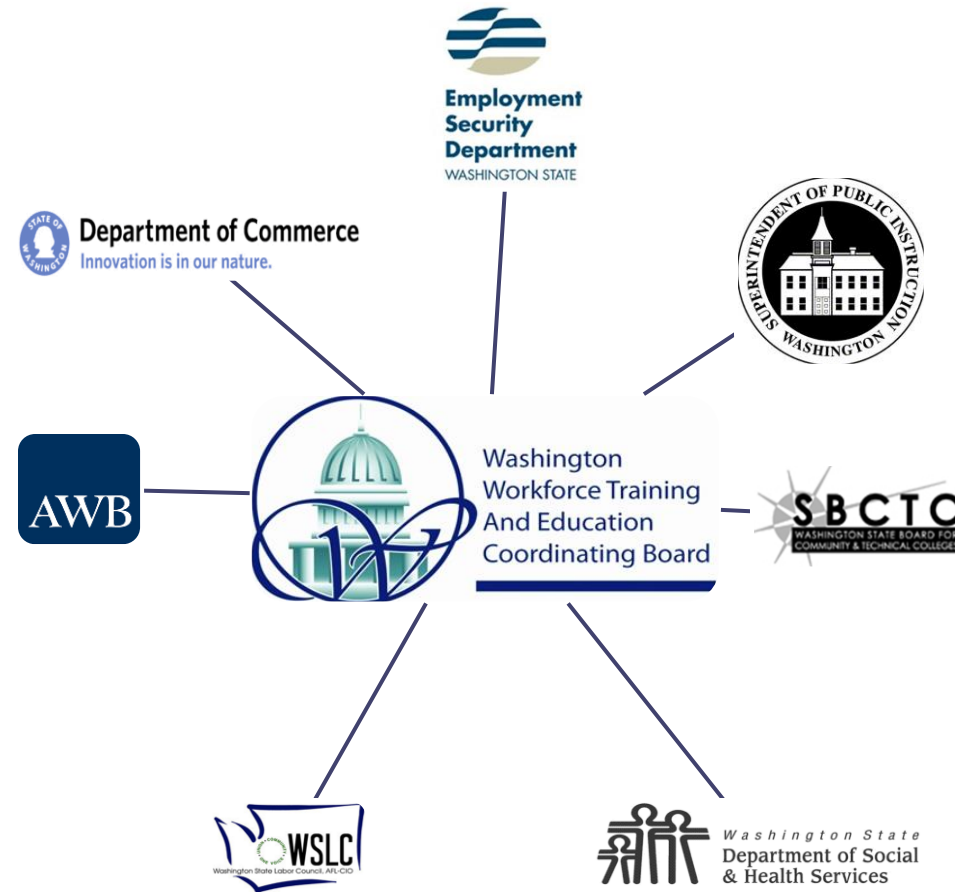 Employment
Security
Department
WASHINGTON STATE
SUPERINTENDENT OF PUBLIC INSTRUCTION
WASHINGTON
STATE OF
WASHINGTON
Department of Commerce
Innovation is in our nature.
Washington
Workforce Training
And Education
Coordinating Board
AWB
SBCTC
WASHINGTON STATE BOARD FOR
COMMUNITY & TECHNICAL COLLEGES
WSLC
Washington State Labor Council, AFL-CIO
Washington State
Department of Social
& Health Services